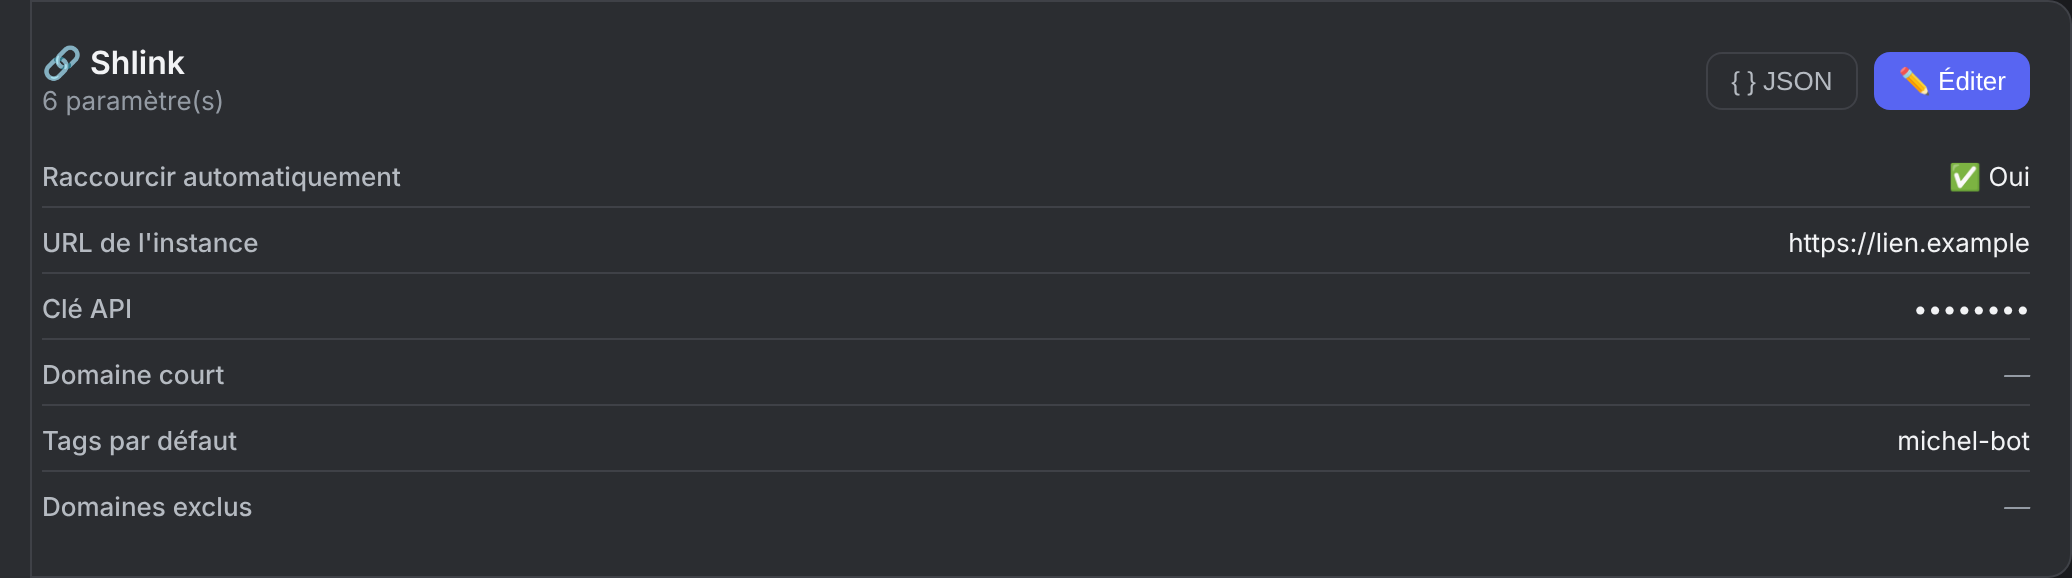 🔗 Shlink
6 paramètre(s)
{ } JSON
✏️ Éditer
Raccourcir automatiquement
✅ Oui
URL de l'instance
https://lien.example
Clé API
••••••••
Domaine court
—
Tags par défaut
michel-bot
Domaines exclus
—